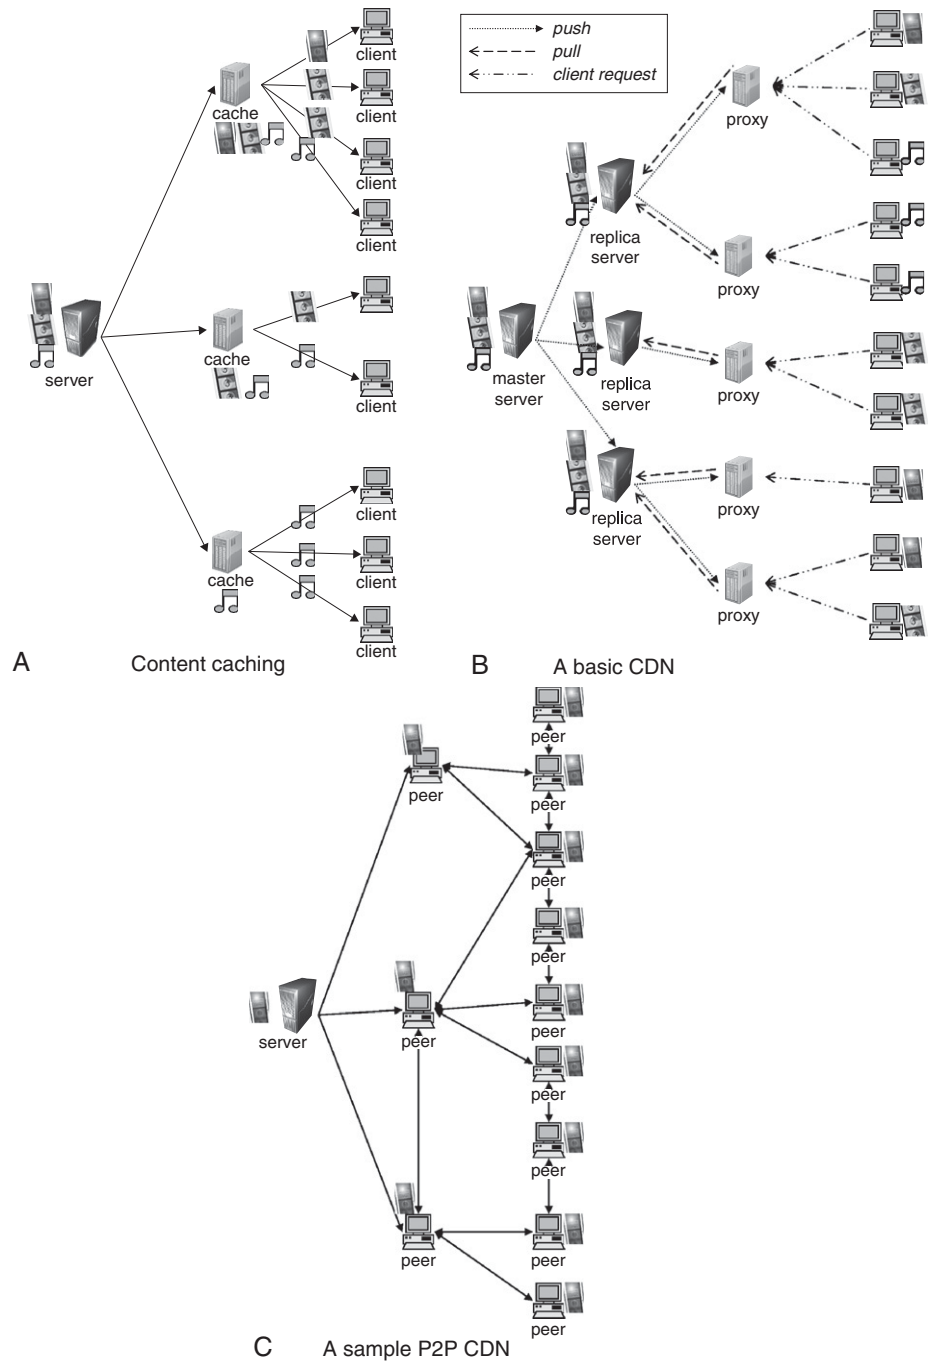 client
cache
client
client
client
server
cache
client
client
client
cache
client
client
A
Content caching
push
pull
client request
proxy
replica
server
proxy
master
server
replica
server
proxy
replica
server
proxy
proxy
B
A basic CDN
peer
peer
peer
peer
peer
peer
server
peer
peer
peer
peer
peer
peer
C
A sample P2P CDN